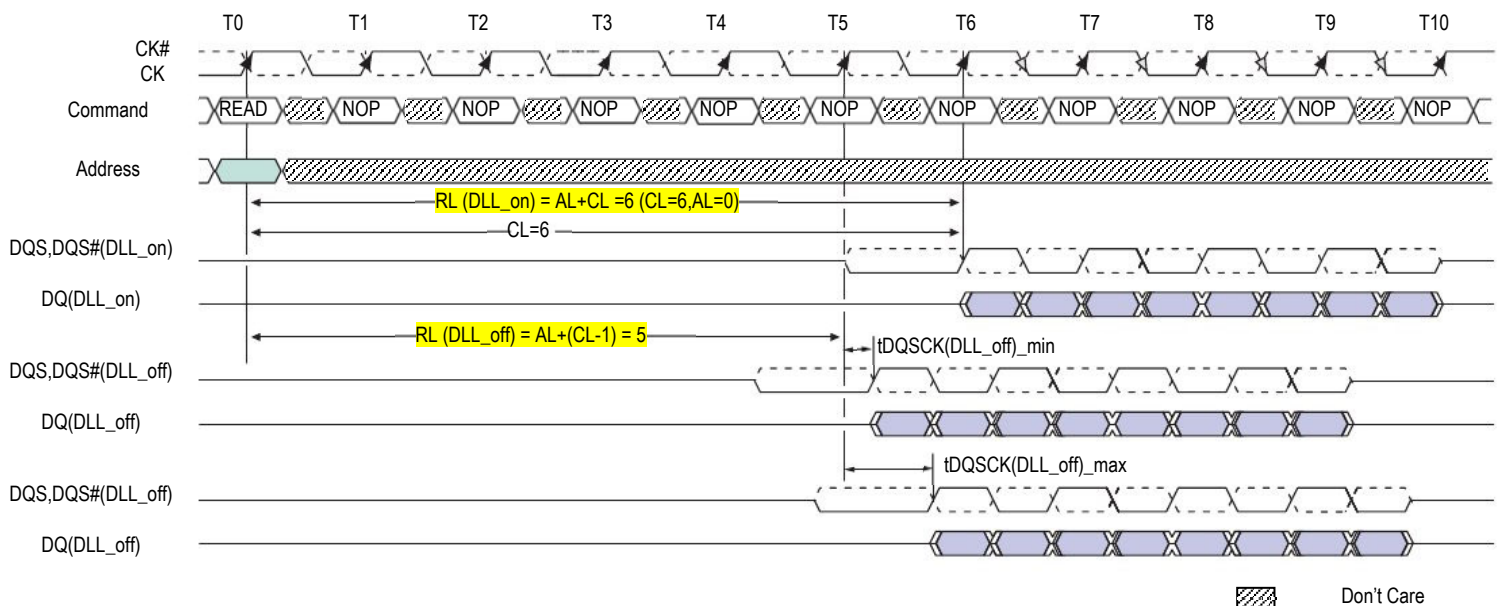 T0 T1 T2 T3 T4 T5 T6 T7 T8 T9 T10
CK#
CK
Command READ NOP NOP NOP NOP NOP NOP NOP NOP NOP NOP
Address
RL (DLL_on) = AL+CL =6 (CL=6,AL=0)
CL=6
DQS,DQS#(DLL_on)
DQ(DLL_on)
RL (DLL_off) = AL+(CL-1) = 5
tDQSCK(DLL_off)_min
DQS,DQS#(DLL_off)
DQ(DLL_off)
tDQSCK(DLL_off)_max
DQS,DQS#(DLL_off)
DQ(DLL_off)
Don't Care